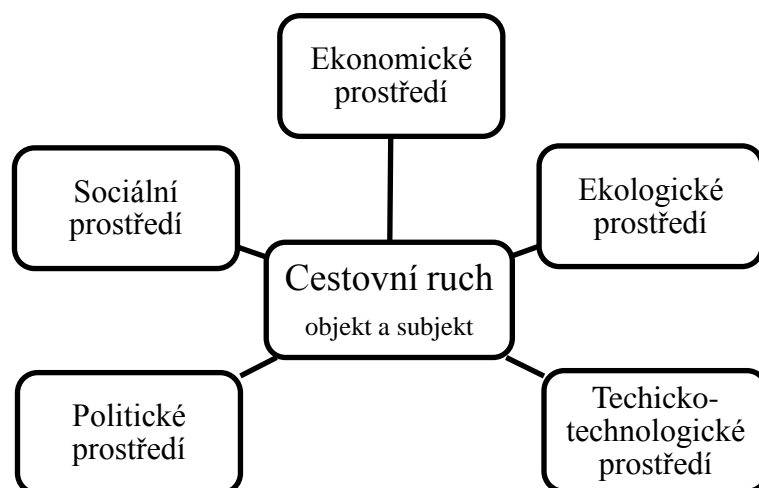 Ekonomické
prostředí
Sociální
prostředí
Ekologické
prostředí
Cestovní ruch
objekt a subjekt
Politické
prostředí
Techicko-
technologické
prostředí